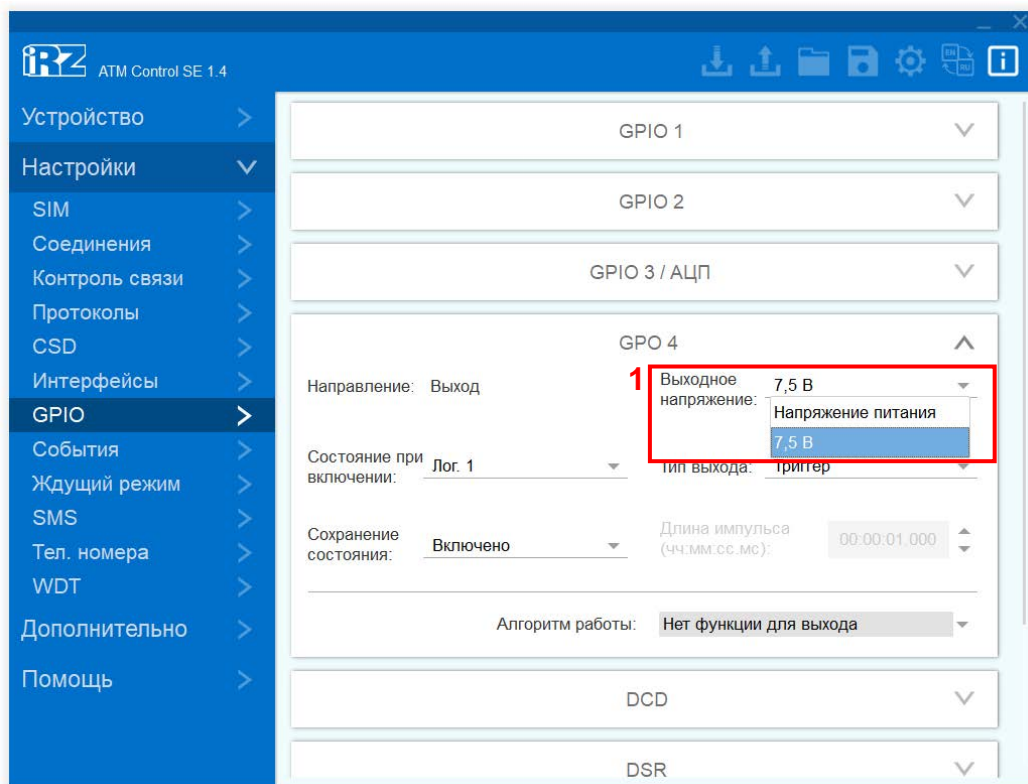 iRZ ATM Control SE 1.4
EN RU
Устройство
Настройки
SIM
Соединения
Контроль связи
Протоколы
CSD
Интерфейсы
GPIO
События
Ждущий режим
SMS
Тел. номера
WDT
Дополнительно
Помощь
GPIO 1
GPIO 2
GPIO 3 / АЦП
GPO 4
Направление: Выход
1
Выходное напряжение: 7,5 В
Напряжение питания
7,5 В
Состояние при включении: Лог. 1
Тип выхода: Триггер
Сохранение состояния: Включено
Длина импульса (чч:мм:сс.мс): 00:00:01.000
Алгоритм работы: Нет функции для выхода
DCD
DSR